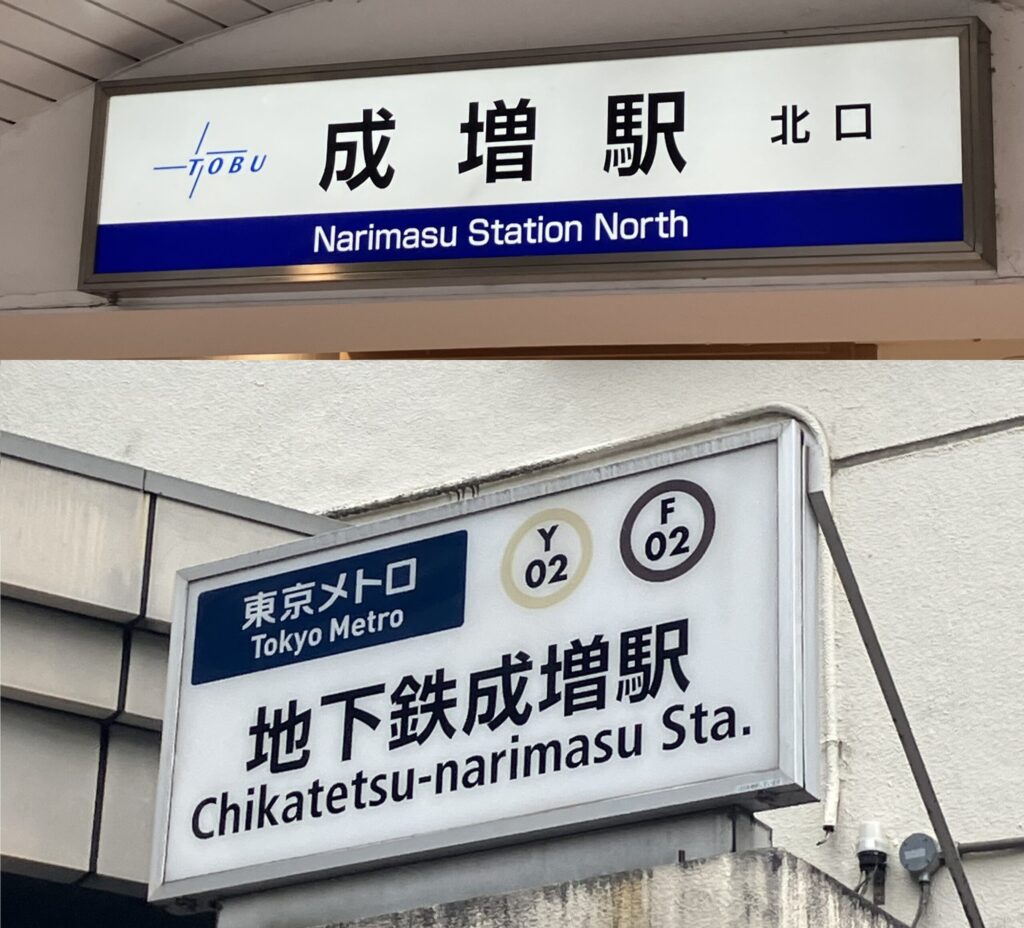 TOBU 成増駅 北口
Narimasu Station North
東京メトロ
Tokyo Metro
Y
02
F
02
地下鉄成増駅
Chikatetsu-narimasu Sta.